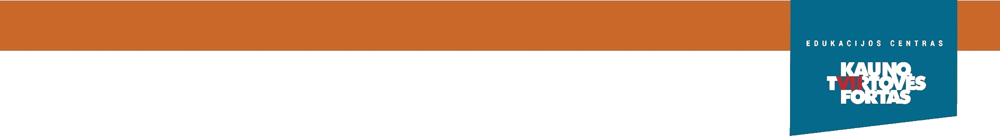 EDUKACIJOS CENTRAS
KAUNO
TVIIRTOVĖS
FORTAS